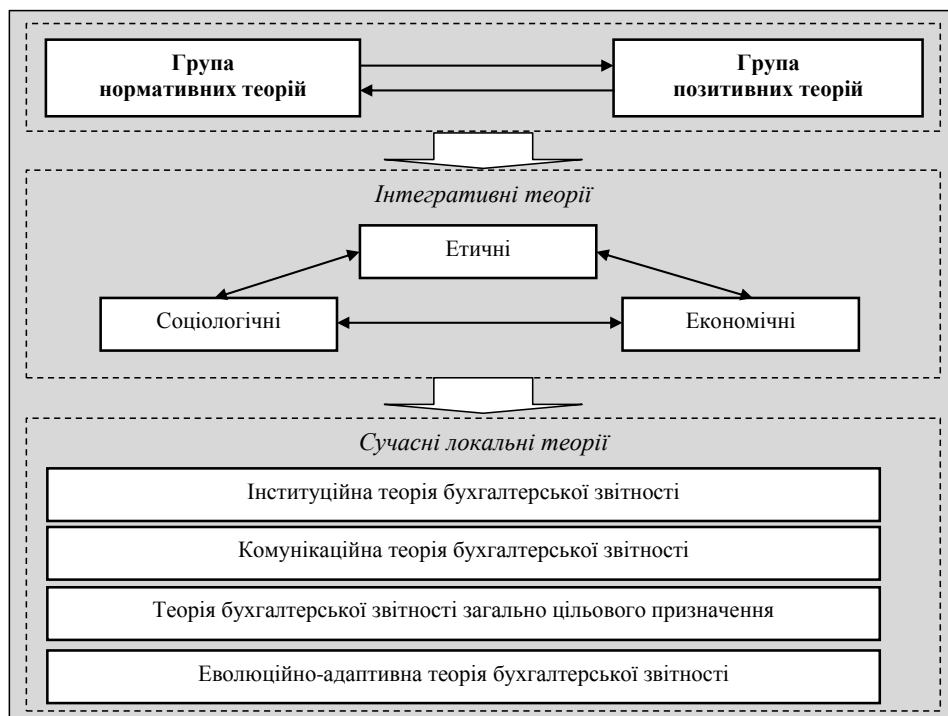 Група
нормативних теорій
Група
позитивних теорій
Інтегративні теорії
Етичні
Соціологічні
Економічні
Сучасні локальні теорії
Інституційна теорія бухгалтерської звітності
Комунікаційна теорія бухгалтерської звітності
Теорія бухгалтерської звітності загально цільового призначення
Еволюційно-адаптивна теорія бухгалтерської звітності